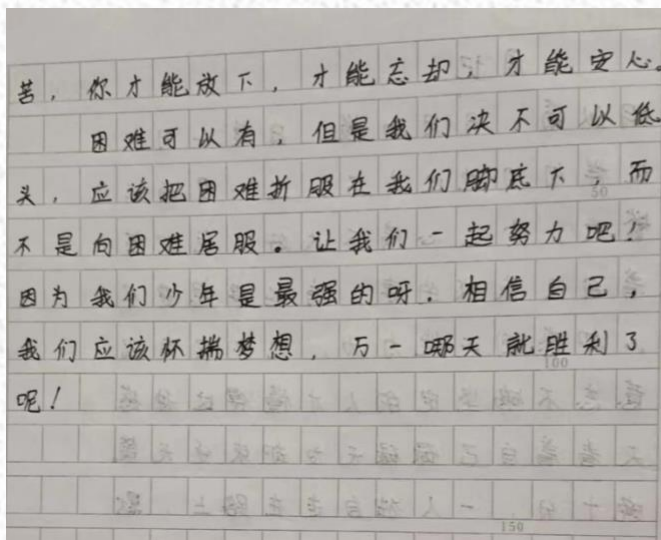 苦，你才能放下，才能忘却，才能安心。
困难可以有，但是我们决不可以低
头，应该把困难折服在我们脚底下，而
不是向困难居服。让我们一起努力吧！
因为我们少年是最强的呀．相信自己，
我们应该怀揣梦想，万一哪天就胜利了
呢！
50
100
150